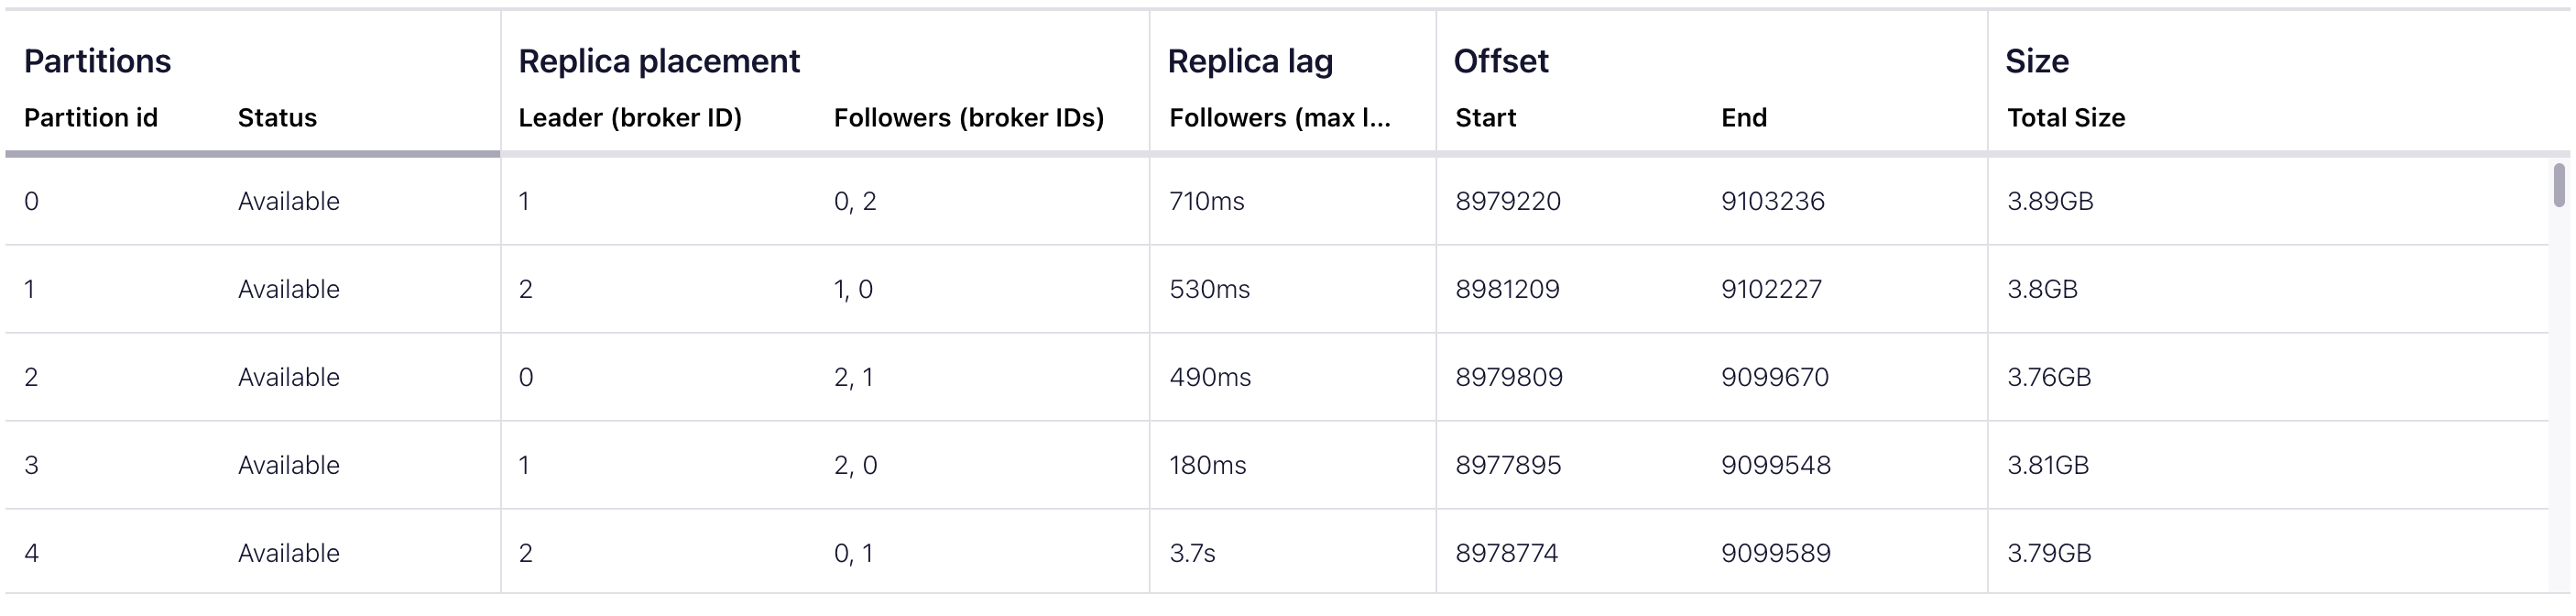 Partitions Replica placement Replica lag Offset Size
Partition id Status Leader (broker ID) Followers (broker IDs) Followers (max l... Start End Total Size
0 Available 1 0, 2 710ms 8979220 9103236 3.89GB
1 Available 2 1, 0 530ms 8981209 9102227 3.8GB
2 Available 0 2, 1 490ms 8979809 9099670 3.76GB
3 Available 1 2, 0 180ms 8977895 9099548 3.81GB
4 Available 2 0, 1 3.7s 8978774 9099589 3.79GB